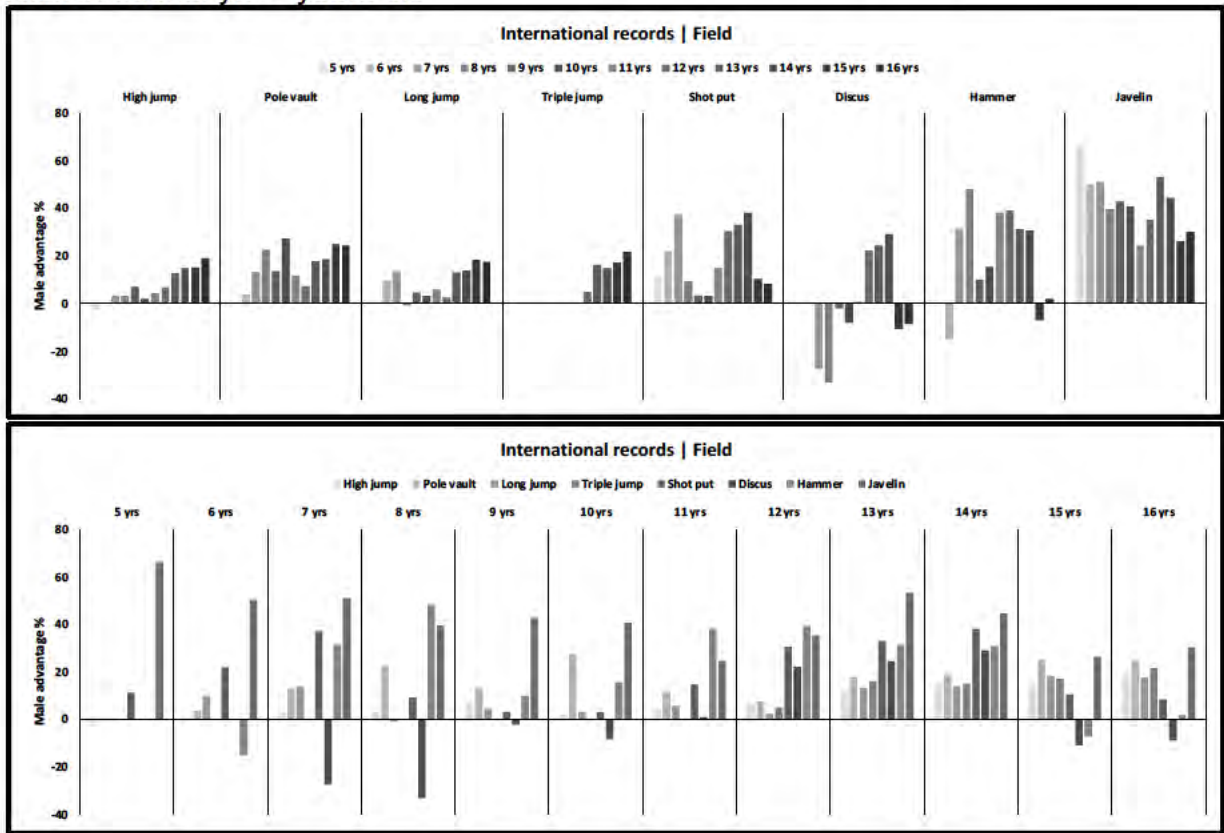 International records | Field
5 yrs 6 yrs 7 yrs 8 yrs 9 yrs 10 yrs 11 yrs 12 yrs 13 yrs 14 yrs 15 yrs 16 yrs
High jump Pole vault Long jump Triple jump Shot put Discus Hammer Javelin
80
60
40
20
0
-20
-40
Male advantage %
International records | Field
High jump Pole vault Long jump Triple jump Shot put Discus Hammer Javelin
5 yrs 6 yrs 7 yrs 8 yrs 9 yrs 10 yrs 11 yrs 12 yrs 13 yrs 14 yrs 15 yrs 16 yrs
80
60
40
20
0
-20
-40
Male advantage %